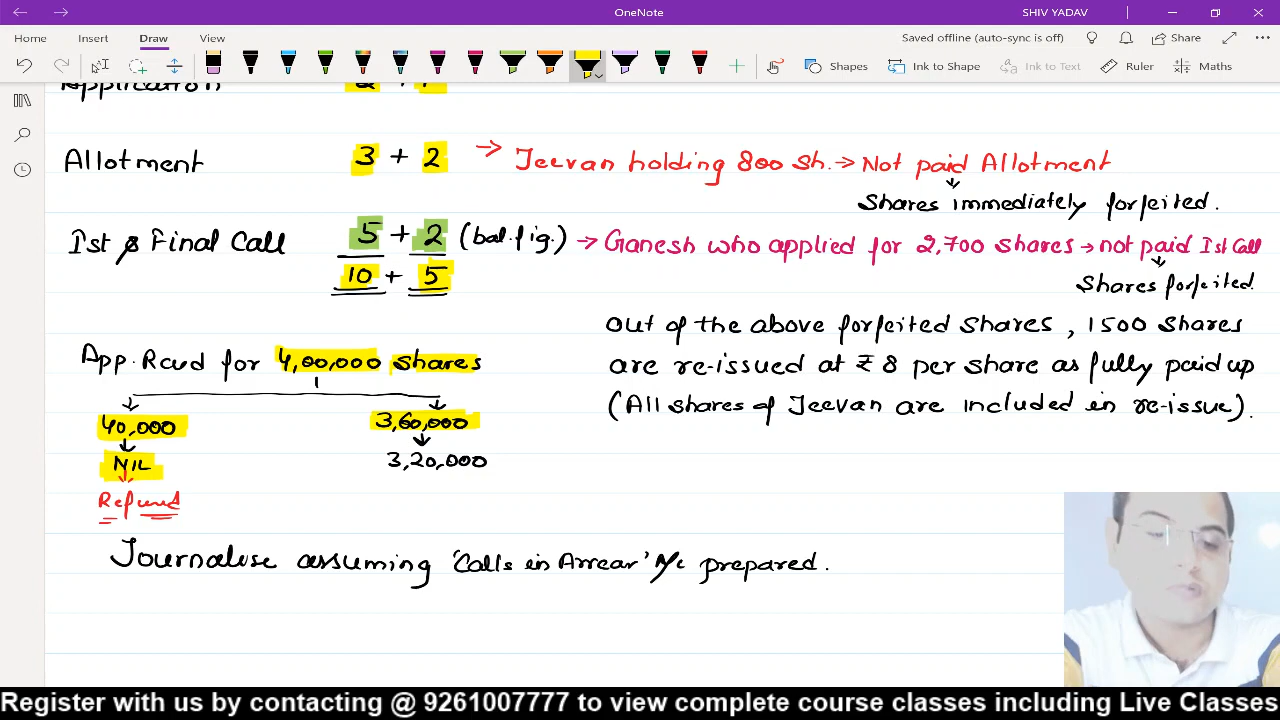 OneNote
SHIV YADAV
Home Insert Draw View
Saved offline (auto-sync is off)
Share
Shapes
Ink to Shape
Ink to Text
Ruler
Maths
Application
Allotment 3 + 2 → Jeevan holding 800 Sh. → Not paid Allotment
Shares immediately forfeited.
Ist & Final Call 5 + 2 (bal. fig.) → Ganesh who applied for 2,700 shares → not paid Ist Call
10 + 5
Shares forfeited.
Out of the above forfeited shares, 1500 shares
are re-issued at ₹ 8 per share as fully paid up
(All shares of Jeevan are included in re-issue).
App. Rcvd for 4,00,000 shares
40,000 3,60,000
NIL 3,20,000
Refund
Journalise assuming 'Calls in Arrear' A/c prepared.
Register with us by contacting @ 9261007777 to view complete course classes including Live Classes